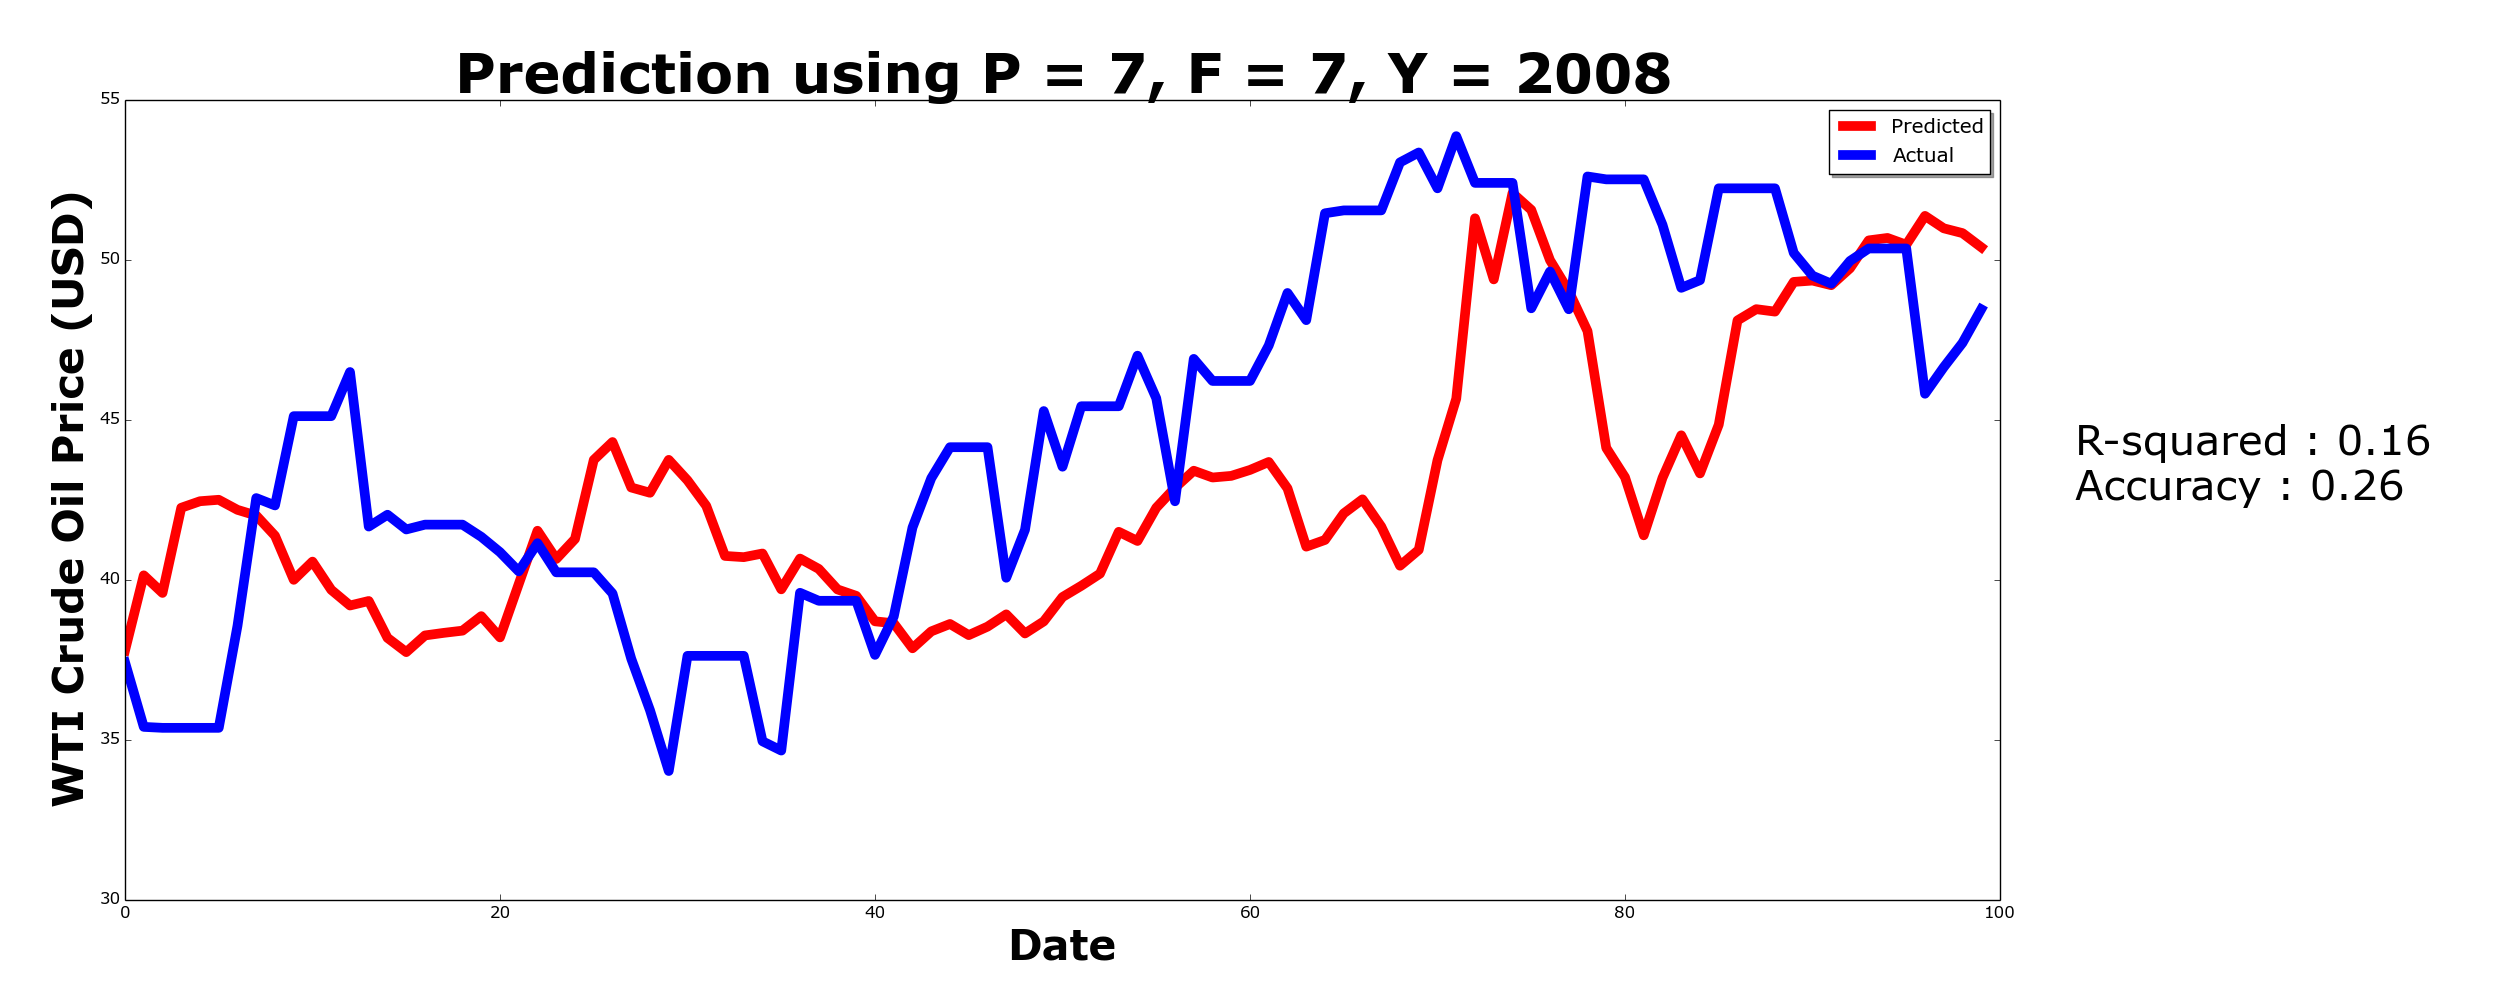 Prediction using P = 7, F = 7, Y = 2008
55
50
45
40
35
30
WTI Crude Oil Price (USD)
Predicted
Actual
R-squared : 0.16
Accuracy : 0.26
0 20 40 60 80 100
Date